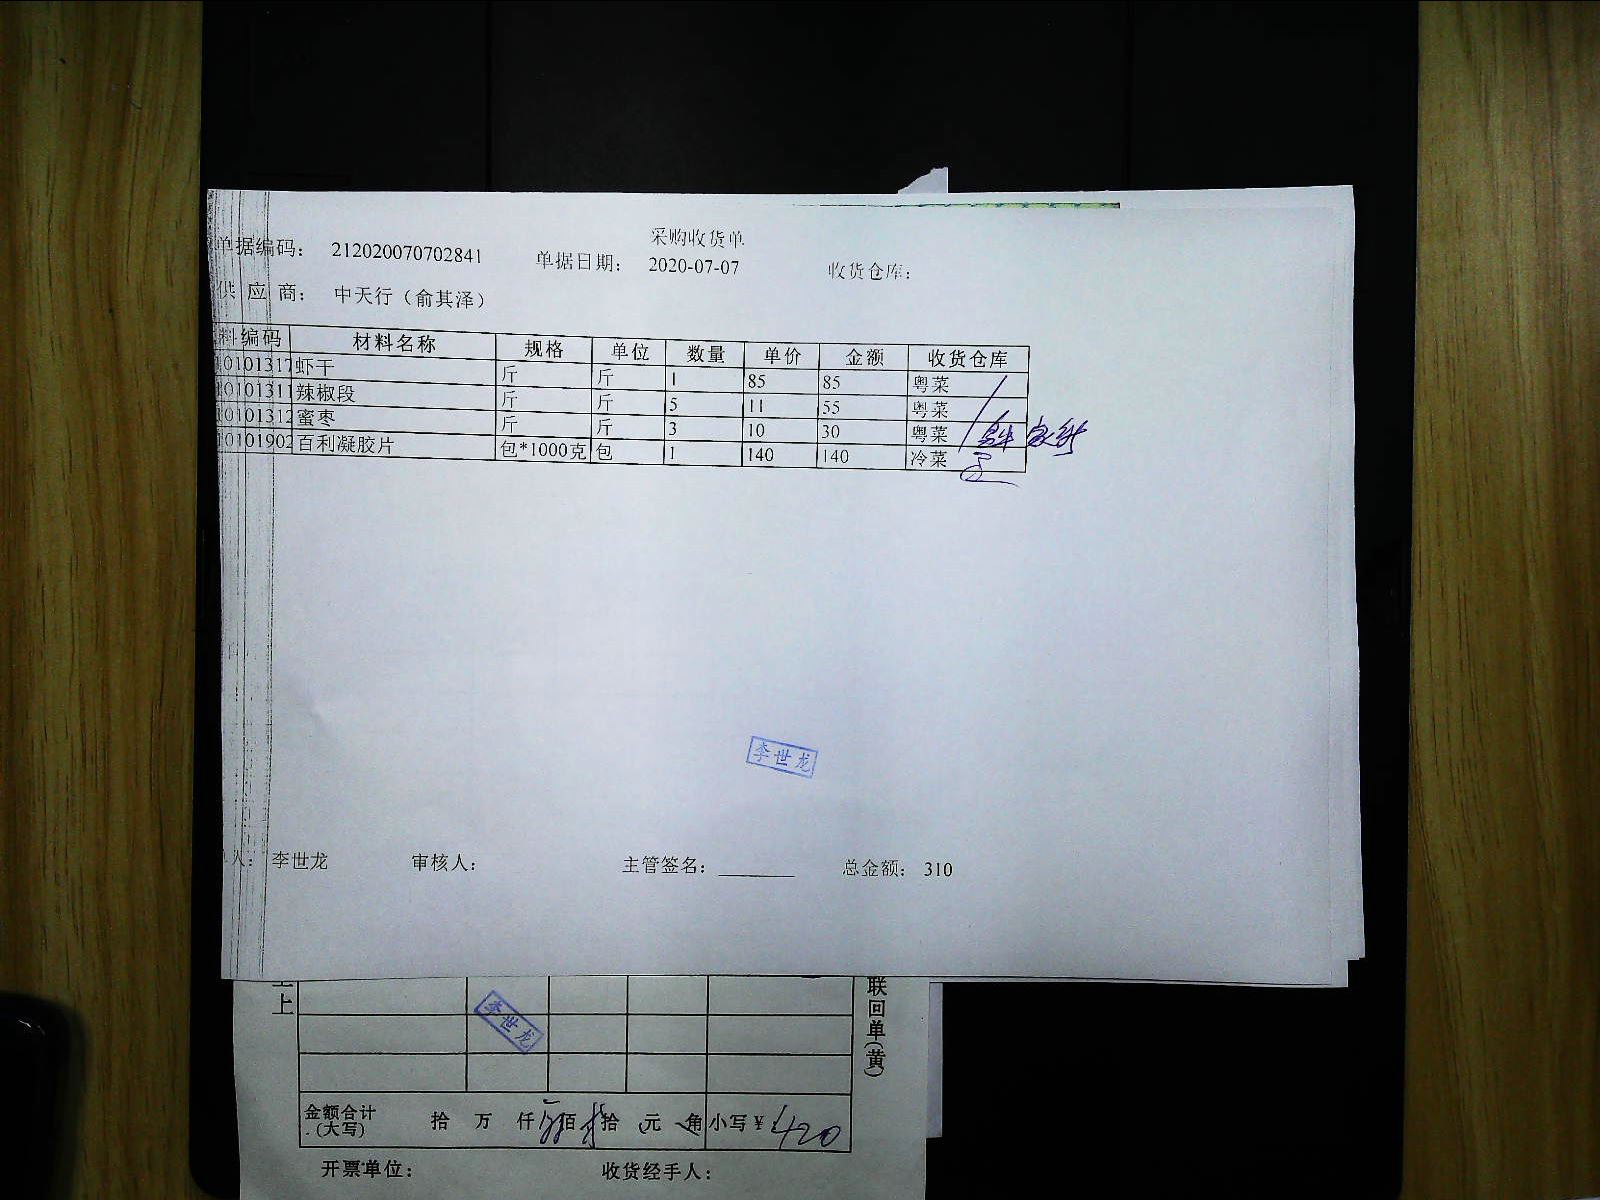 采购收货单
单据编码: 212020070702841 单据日期: 2020-07-07 收货仓库:
供应商: 中天行（俞其泽）
料编码 材料名称 规格 单位 数量 单价 金额 收货仓库
10101317 虾干 斤 斤 1 85 85 粤菜
10101311 辣椒段 斤 斤 5 11 55 粤菜
10101312 蜜枣 斤 斤 3 10 30 粤菜
10101902 百利凝胶片 包*1000克 包 1 140 140 冷菜
李世龙
人: 李世龙 审核人: 主管签名: 总金额: 310
上
李世龙
联回单(黄)
金额合计(大写) 拾 万 仟 佰 拾 元 角 小写¥ 420
开票单位: 收货经手人: